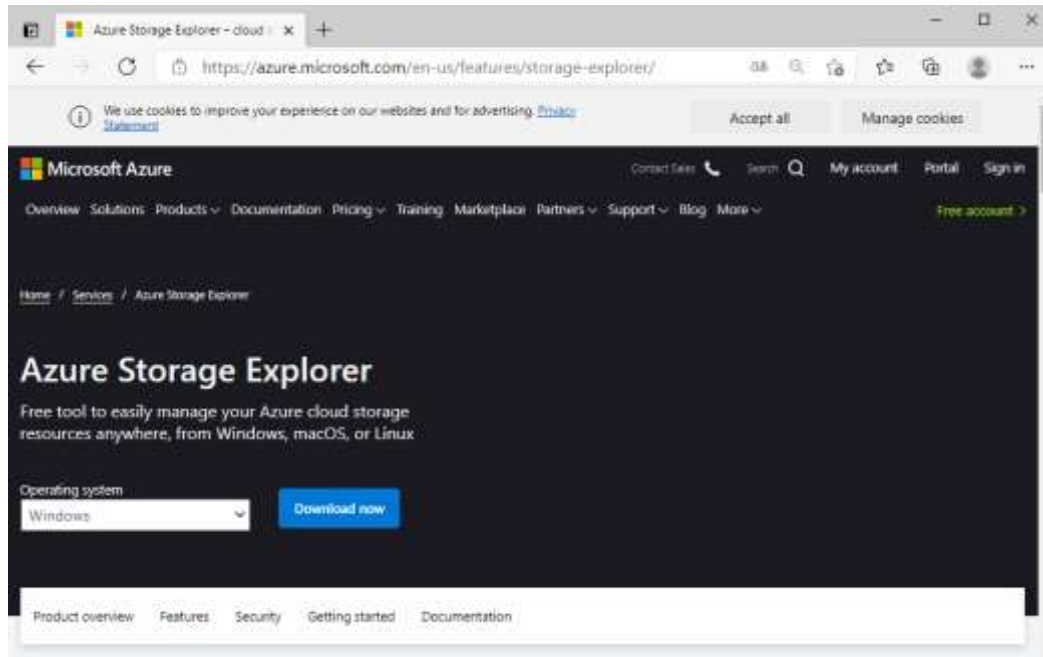 Azure Storage Explorer – cloud
https://azure.microsoft.com/en-us/features/storage-explorer/
We use cookies to improve your experience on our websites and for advertising. Privacy
Statement
Accept all
Manage cookies
Microsoft Azure
Contact Sales
Search
My account
Portal
Sign in
Overview Solutions Products Documentation Pricing Training Marketplace Partners Support Blog More
Free account >
Home / Services / Azure Storage Explorer
Azure Storage Explorer
Free tool to easily manage your Azure cloud storage
resources anywhere, from Windows, macOS, or Linux
Operating system
Windows
Download now
Product overview Features Security Getting started Documentation